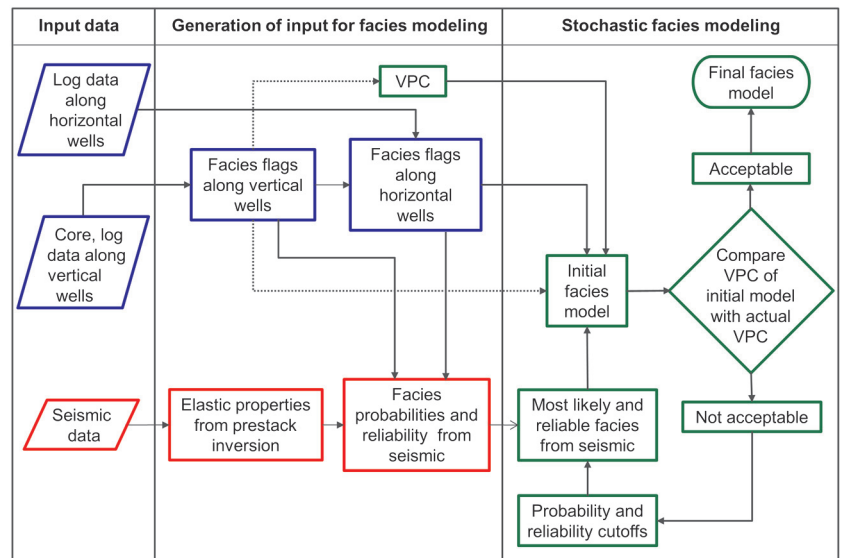 Input data
Generation of input for facies modeling
Stochastic facies modeling
Log data
along
horizontal
wells
Core, log
data along
vertical
wells
Seismic
data
VPC
Facies flags
along vertical
wells
Facies flags
along
horizontal
wells
Elastic properties
from prestack
inversion
Facies
probabilities and
reliability from
seismic
Final facies
model
Acceptable
Initial
facies
model
Compare
VPC of
initial model
with actual
VPC
Most likely and
reliable facies
from seismic
Not acceptable
Probability and
reliability cutoffs